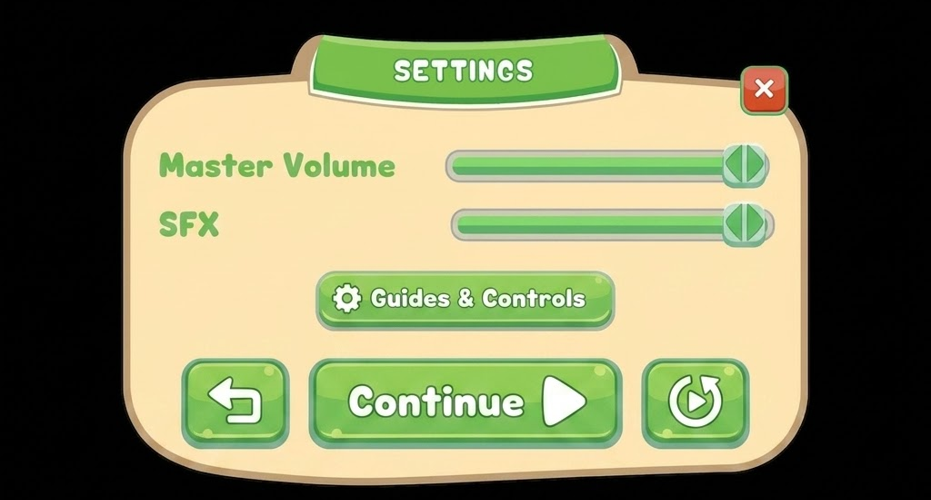 SETTINGS
Master Volume
SFX
Guides & Controls
Continue